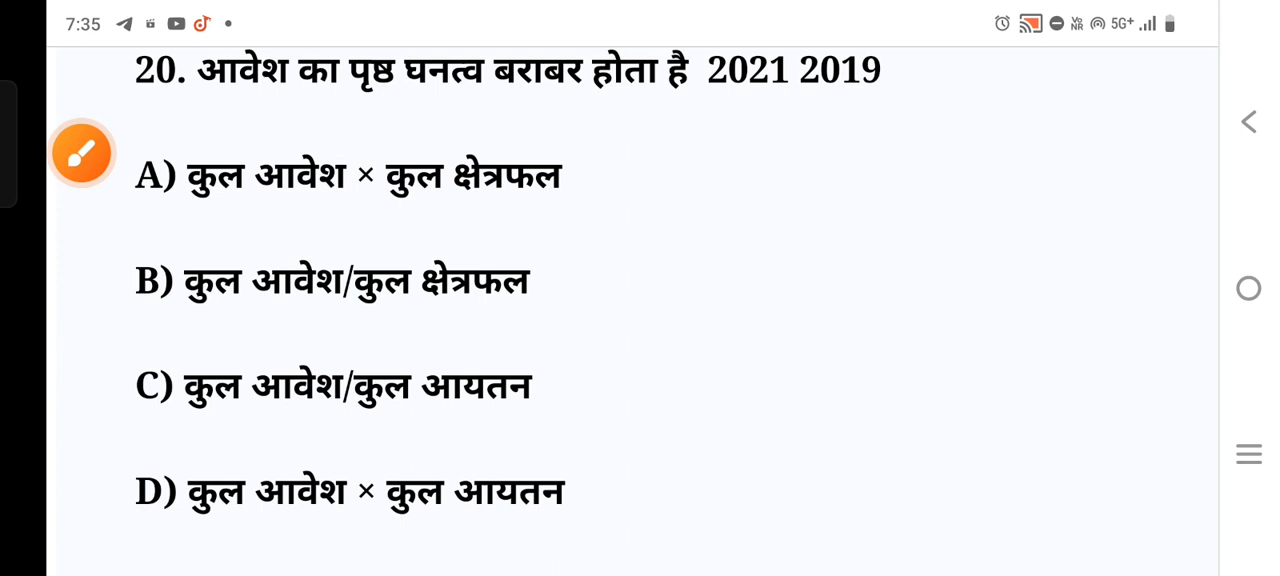 7:35 5G+
20. आवेश का पृष्ठ घनत्व बराबर होता है 2021 2019
A) कुल आवेश × कुल क्षेत्रफल
B) कुल आवेश/कुल क्षेत्रफल
C) कुल आवेश/कुल आयतन
D) कुल आवेश × कुल आयतन